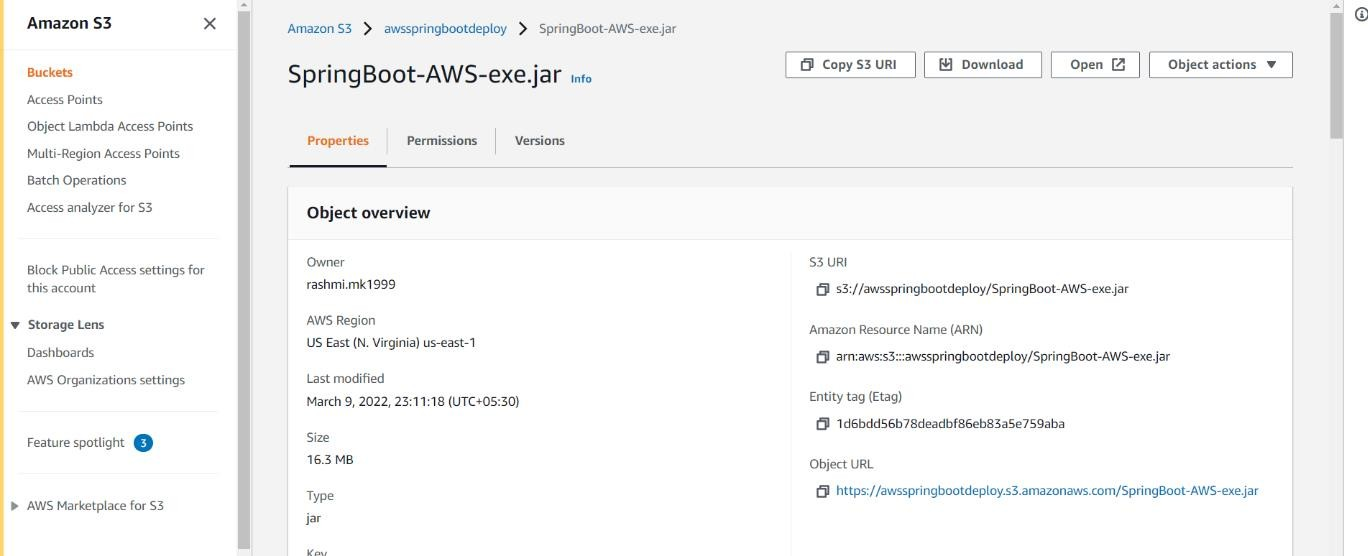 Amazon S3
Buckets
Access Points
Object Lambda Access Points
Multi-Region Access Points
Batch Operations
Access analyzer for S3
Block Public Access settings for
this account
Storage Lens
Dashboards
AWS Organizations settings
Feature spotlight 3
AWS Marketplace for S3
Amazon S3 > awsspringbootdeploy > SpringBoot-AWS-exe.jar
SpringBoot-AWS-exe.jar Info
Copy S3 URI Download Open Object actions
Properties Permissions Versions
Object overview
Owner
rashmi.mk1999
AWS Region
US East (N. Virginia) us-east-1
Last modified
March 9, 2022, 23:11:18 (UTC+05:30)
Size
16.3 MB
Type
jar
Key
S3 URI
s3://awsspringbootdeploy/SpringBoot-AWS-exe.jar
Amazon Resource Name (ARN)
arn:aws:s3:::awsspringbootdeploy/SpringBoot-AWS-exe.jar
Entity tag (Etag)
1d6bdd56b78deadbf86eb83a5e759aba
Object URL
https://awsspringbootdeploy.s3.amazonaws.com/SpringBoot-AWS-exe.jar